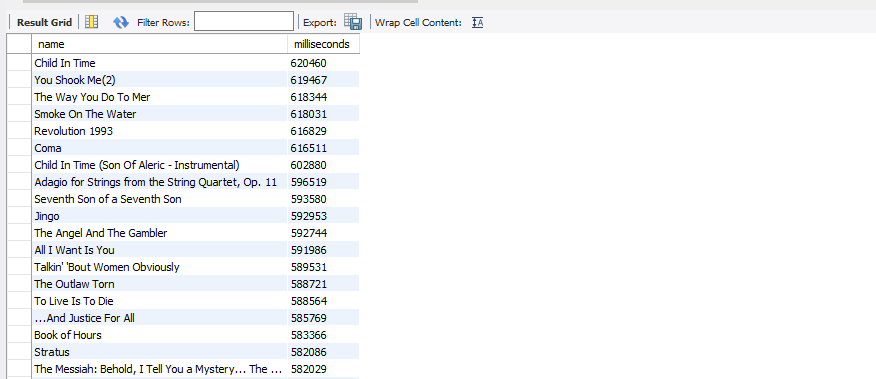 Result Grid Filter Rows: Export: Wrap Cell Content:
name milliseconds
Child In Time 620460
You Shook Me(2) 619467
The Way You Do To Mer 618344
Smoke On The Water 618031
Revolution 1993 616829
Coma 616511
Child In Time (Son Of Aleric - Instrumental) 602880
Adagio for Strings from the String Quartet, Op. 11 596519
Seventh Son of a Seventh Son 593580
Jingo 592953
The Angel And The Gambler 592744
All I Want Is You 591986
Talkin' 'Bout Women Obviously 589531
The Outlaw Torn 588721
To Live Is To Die 588564
...And Justice For All 585769
Book of Hours 583366
Stratus 582086
The Messiah: Behold, I Tell You a Mystery... The ... 582029